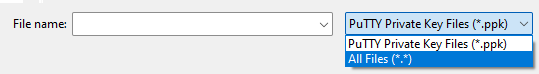 File name: PuTTY Private Key Files (*.ppk)
PuTTY Private Key Files (*.ppk)
All Files (*.*)